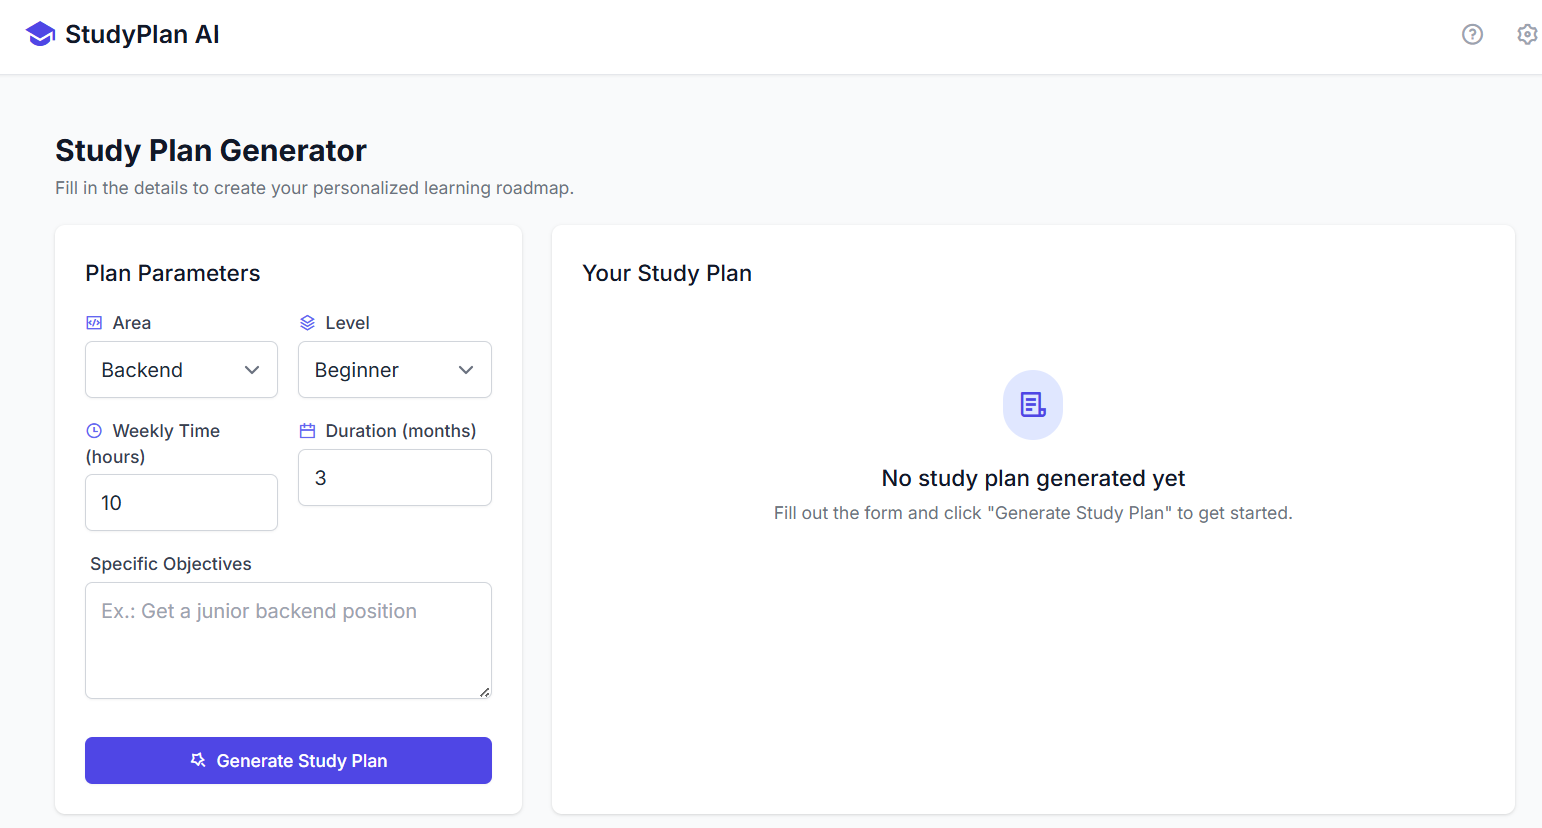 StudyPlan AI
Study Plan Generator
Fill in the details to create your personalized learning roadmap.
Plan Parameters
Area
Level
Backend
Beginner
Weekly Time
(hours)
Duration (months)
10
3
Specific Objectives
Ex.: Get a junior backend position
Generate Study Plan
Your Study Plan
No study plan generated yet
Fill out the form and click "Generate Study Plan" to get started.